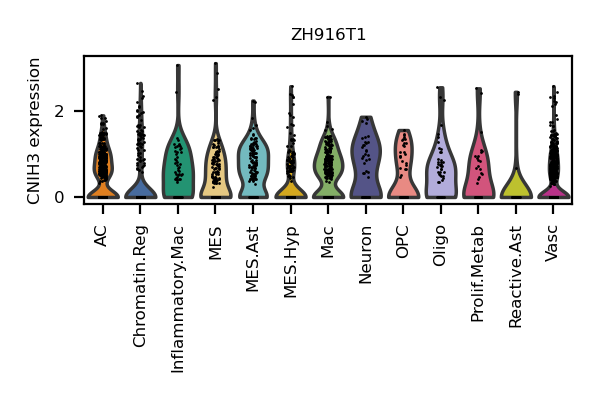 ZH916T1
CNIH3 expression
2
0
AC
Chromatin.Reg
Inflammatory.Mac
MES
MES.Ast
MES.Hyp
Mac
Neuron
OPC
Oligo
Prolif.Metab
Reactive.Ast
Vasc